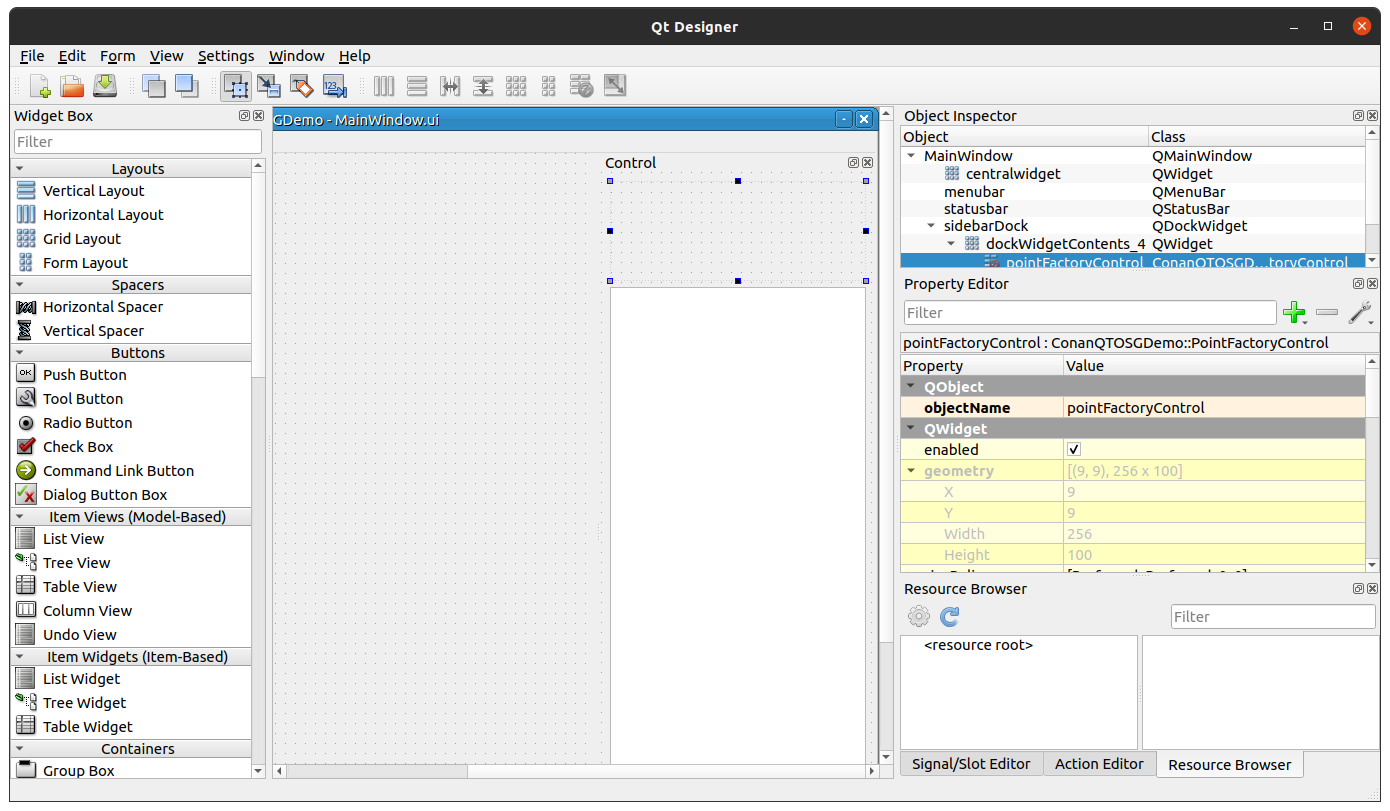 Qt Designer
File Edit Form View Settings Window Help
123
Widget Box
Filter
Layouts
Vertical Layout
Horizontal Layout
Grid Layout
Form Layout
Spacers
Horizontal Spacer
Vertical Spacer
Buttons
OK Push Button
Tool Button
Radio Button
Check Box
Command Link Button
Dialog Button Box
Item Views (Model-Based)
List View
Tree View
Table View
Column View
Undo View
Item Widgets (Item-Based)
List Widget
Tree Widget
Table Widget
Containers
Group Box
GDemo - MainWindow.ui
Control
Object Inspector
Object Class
MainWindow QMainWindow
centralwidget QWidget
menubar QMenuBar
statusbar QStatusBar
sidebarDock QDockWidget
dockWidgetContents_4 QWidget
pointFactoryControl ConanQTOSGD...toryControl
Property Editor
Filter
pointFactoryControl : ConanQTOSGDemo::PointFactoryControl
Property Value
QObject
objectName pointFactoryControl
QWidget
enabled
geometry [(9, 9), 256 x 100]
X 9
Y 9
Width 256
Height 100
Resource Browser
Filter
<resource root>
Signal/Slot Editor Action Editor Resource Browser